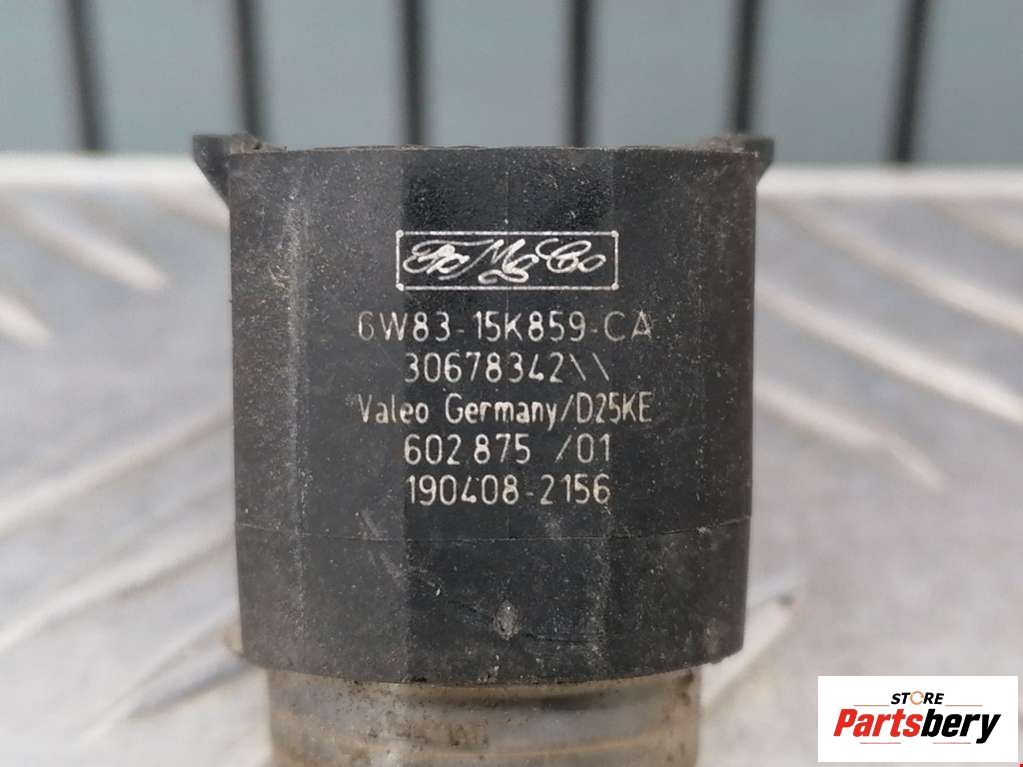 FoMoCo
6W83-15K859-CA
30678342\\
Valeo Germany/D25KE
602.875 /01
190408-2156
STORE
Partsbery